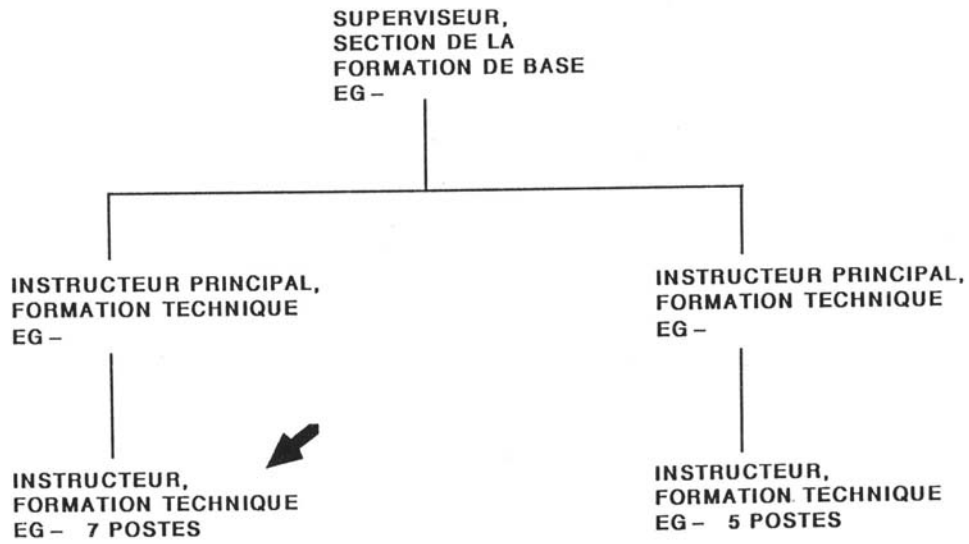 SUPERVISEUR,
SECTION DE LA
FORMATION DE BASE
EG –
INSTRUCTEUR PRINCIPAL,
FORMATION TECHNIQUE
EG –
INSTRUCTEUR PRINCIPAL,
FORMATION TECHNIQUE
EG –
INSTRUCTEUR,
FORMATION TECHNIQUE
EG – 7 POSTES
INSTRUCTEUR,
FORMATION TECHNIQUE
EG – 5 POSTES